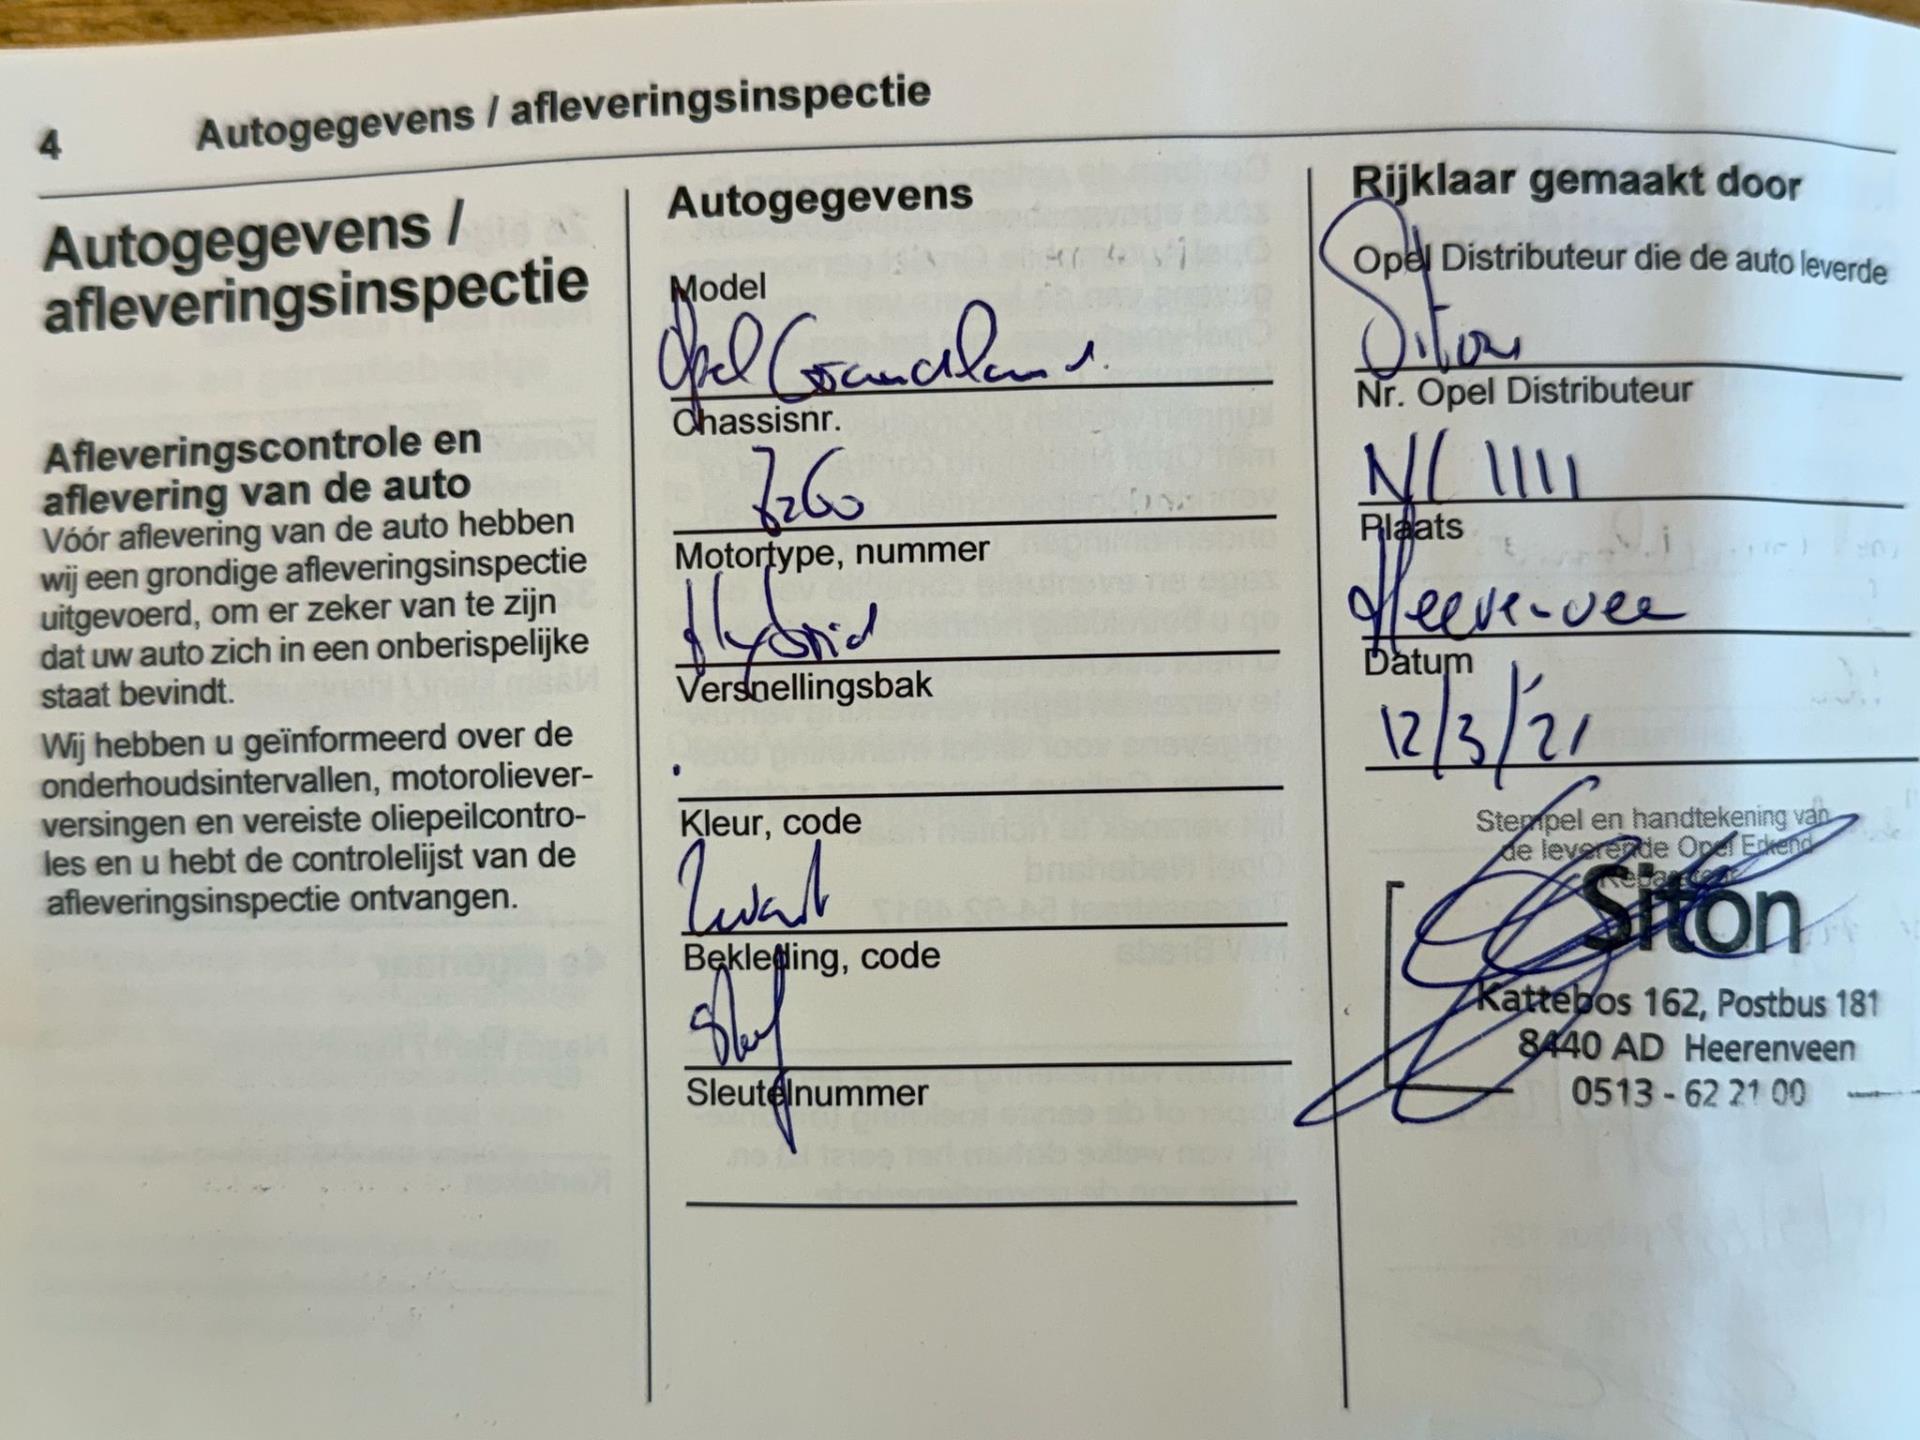 4 Autogegevens / afleveringsinspectie
Autogegevens /
afleveringsinspectie
Afleveringscontrole en
aflevering van de auto
Vóór aflevering van de auto hebben
wij een grondige afleveringsinspectie
uitgevoerd, om er zeker van te zijn
dat uw auto zich in een onberispelijke
staat bevindt.
Wij hebben u geïnformeerd over de
onderhoudsintervallen, motoroliever-
versingen en vereiste oliepeilcontro-
les en u hebt de controlelijst van de
afleveringsinspectie ontvangen.
Autogegevens
Model
Opel Grandland
Chassisnr.
Motortype, nummer
Hybrid
Versnellingsbak
Kleur, code
Zwart
Bekleding, code
Stof
Sleutelnummer
Rijklaar gemaakt door
Opel Distributeur die de auto leverde
Siton
Nr. Opel Distributeur
Nl 1111
Plaats
Heerenveen
Datum
12/3/'21
Stempel en handtekening van
de leverende Opel Erkend
Reparateur
Siton
Kattebos 162, Postbus 181
8440 AD Heerenveen
0513 - 62 21 00